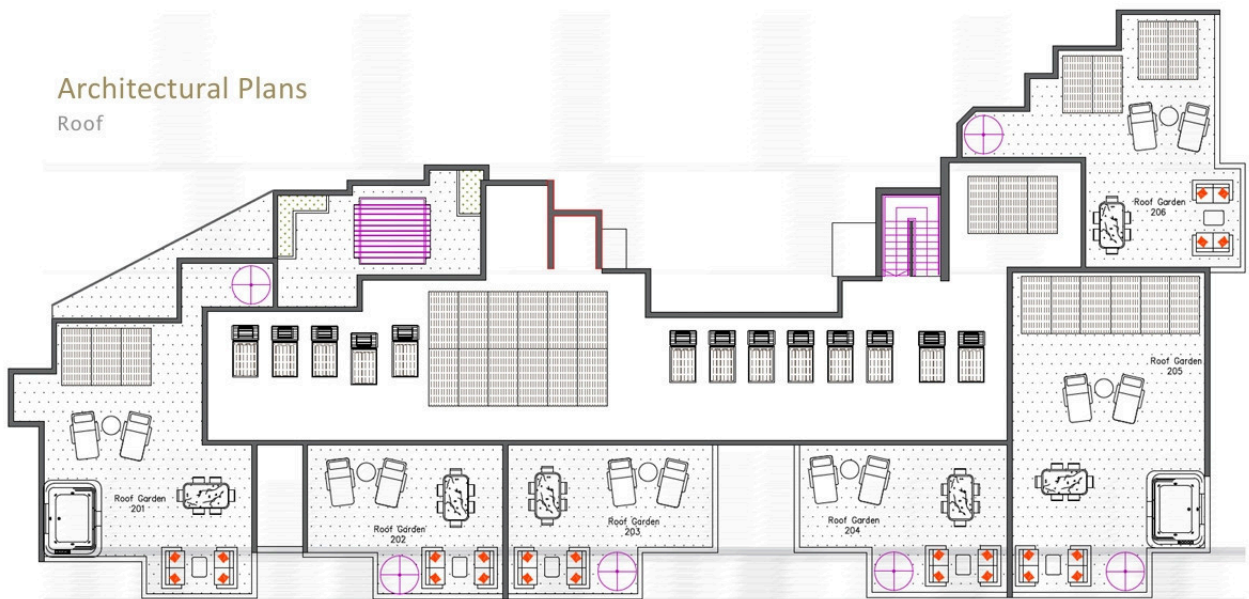 Architectural Plans
Roof
Roof Garden
206
Roof Garden
205
Roof Garden
201
Roof Garden
202
Roof Garden
203
Roof Garden
204